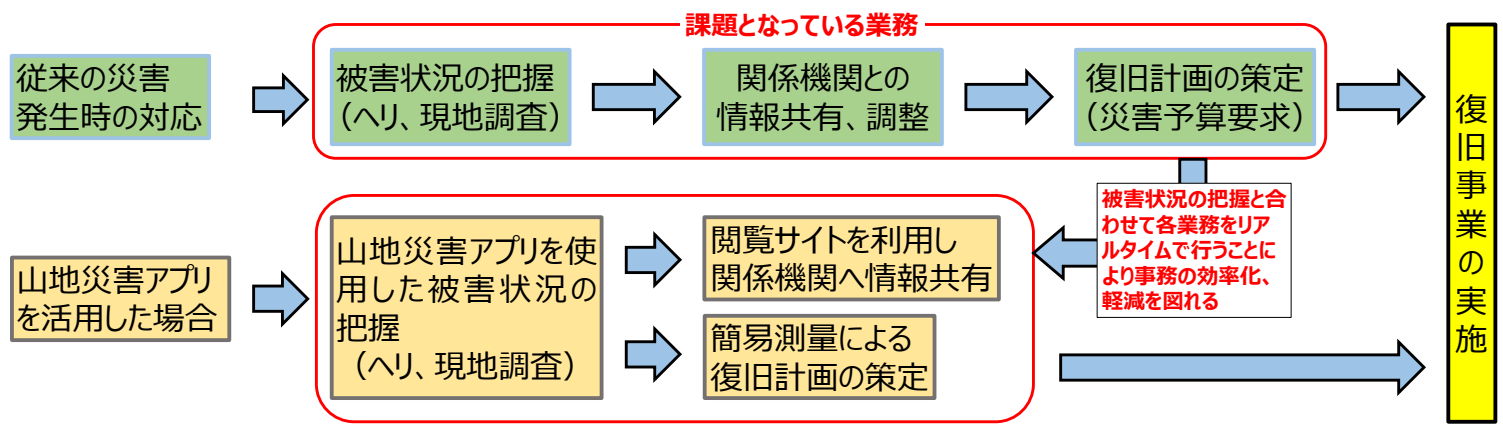 課題となっている業務
従来の災害
発生時の対応
被害状況の把握
（ヘリ、現地調査）
関係機関との
情報共有、調整
復旧計画の策定
（災害予算要求）
復旧事業の実施
被害状況の把握と合
わせて各業務をリア
ルタイムで行うことに
より事務の効率化、
軽減を図れる
山地災害アプリ
を活用した場合
山地災害アプリを使
用した被害状況の
把握
（ヘリ、現地調査）
閲覧サイトを利用し
関係機関へ情報共有
簡易測量による
復旧計画の策定